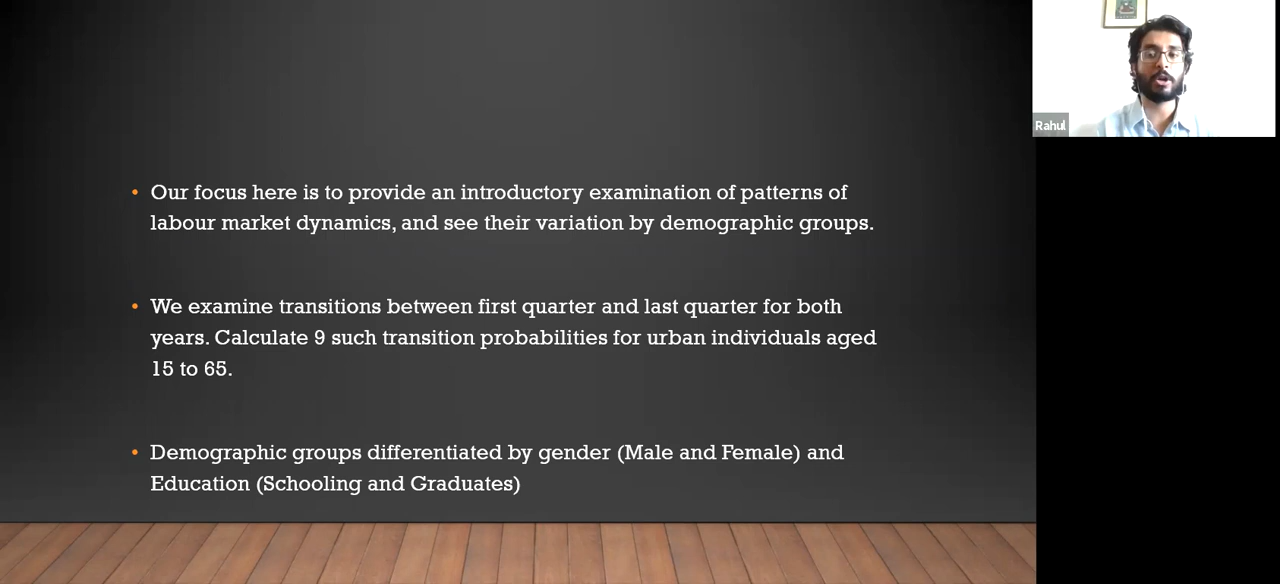 Our focus here is to provide an introductory examination of patterns of
labour market dynamics, and see their variation by demographic groups.
We examine transitions between first quarter and last quarter for both
years. Calculate 9 such transition probabilities for urban individuals aged
15 to 65.
Demographic groups differentiated by gender (Male and Female) and
Education (Schooling and Graduates)
Rahul